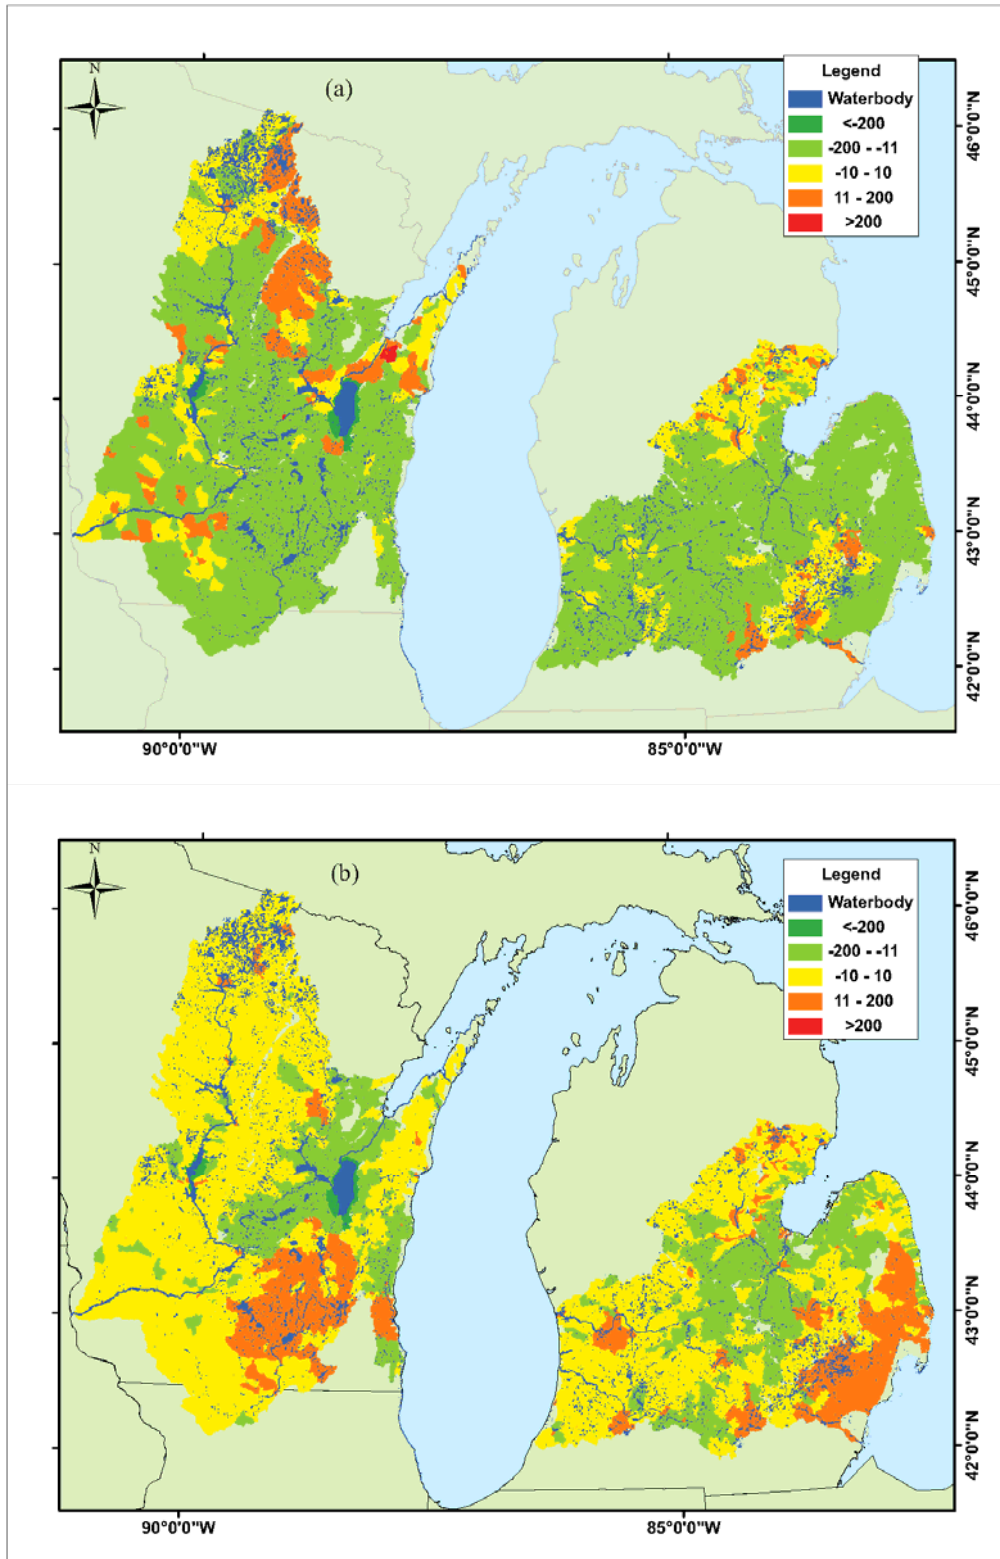 (a)
N
Legend
Waterbody
<-200
-200 - -11
-10 - 10
11 - 200
>200
46°0'0"N
45°0'0"N
44°0'0"N
43°0'0"N
42°0'0"N
90°0'0"W
85°0'0"W
(b)
N
Legend
Waterbody
<-200
-200 - -11
-10 - 10
11 - 200
>200
46°0'0"N
45°0'0"N
44°0'0"N
43°0'0"N
42°0'0"N
90°0'0"W
85°0'0"W